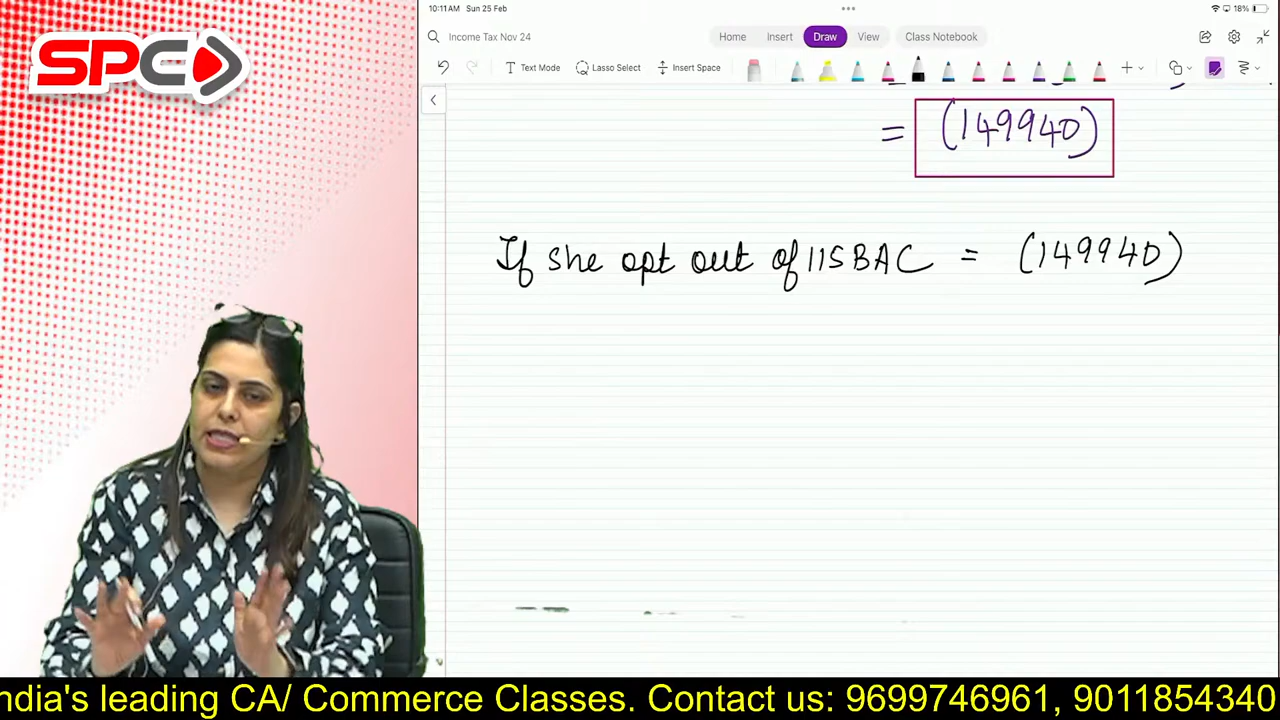 10:11 AM Sun 25 Feb
18%
SPC
Income Tax Nov 24
Home Insert Draw View Class Notebook
Text Mode Lasso Select Insert Space
= (149940)
If she opt out of 115BAC = (149940)
ndia's leading CA/ Commerce Classes. Contact us: 9699746961, 9011854340